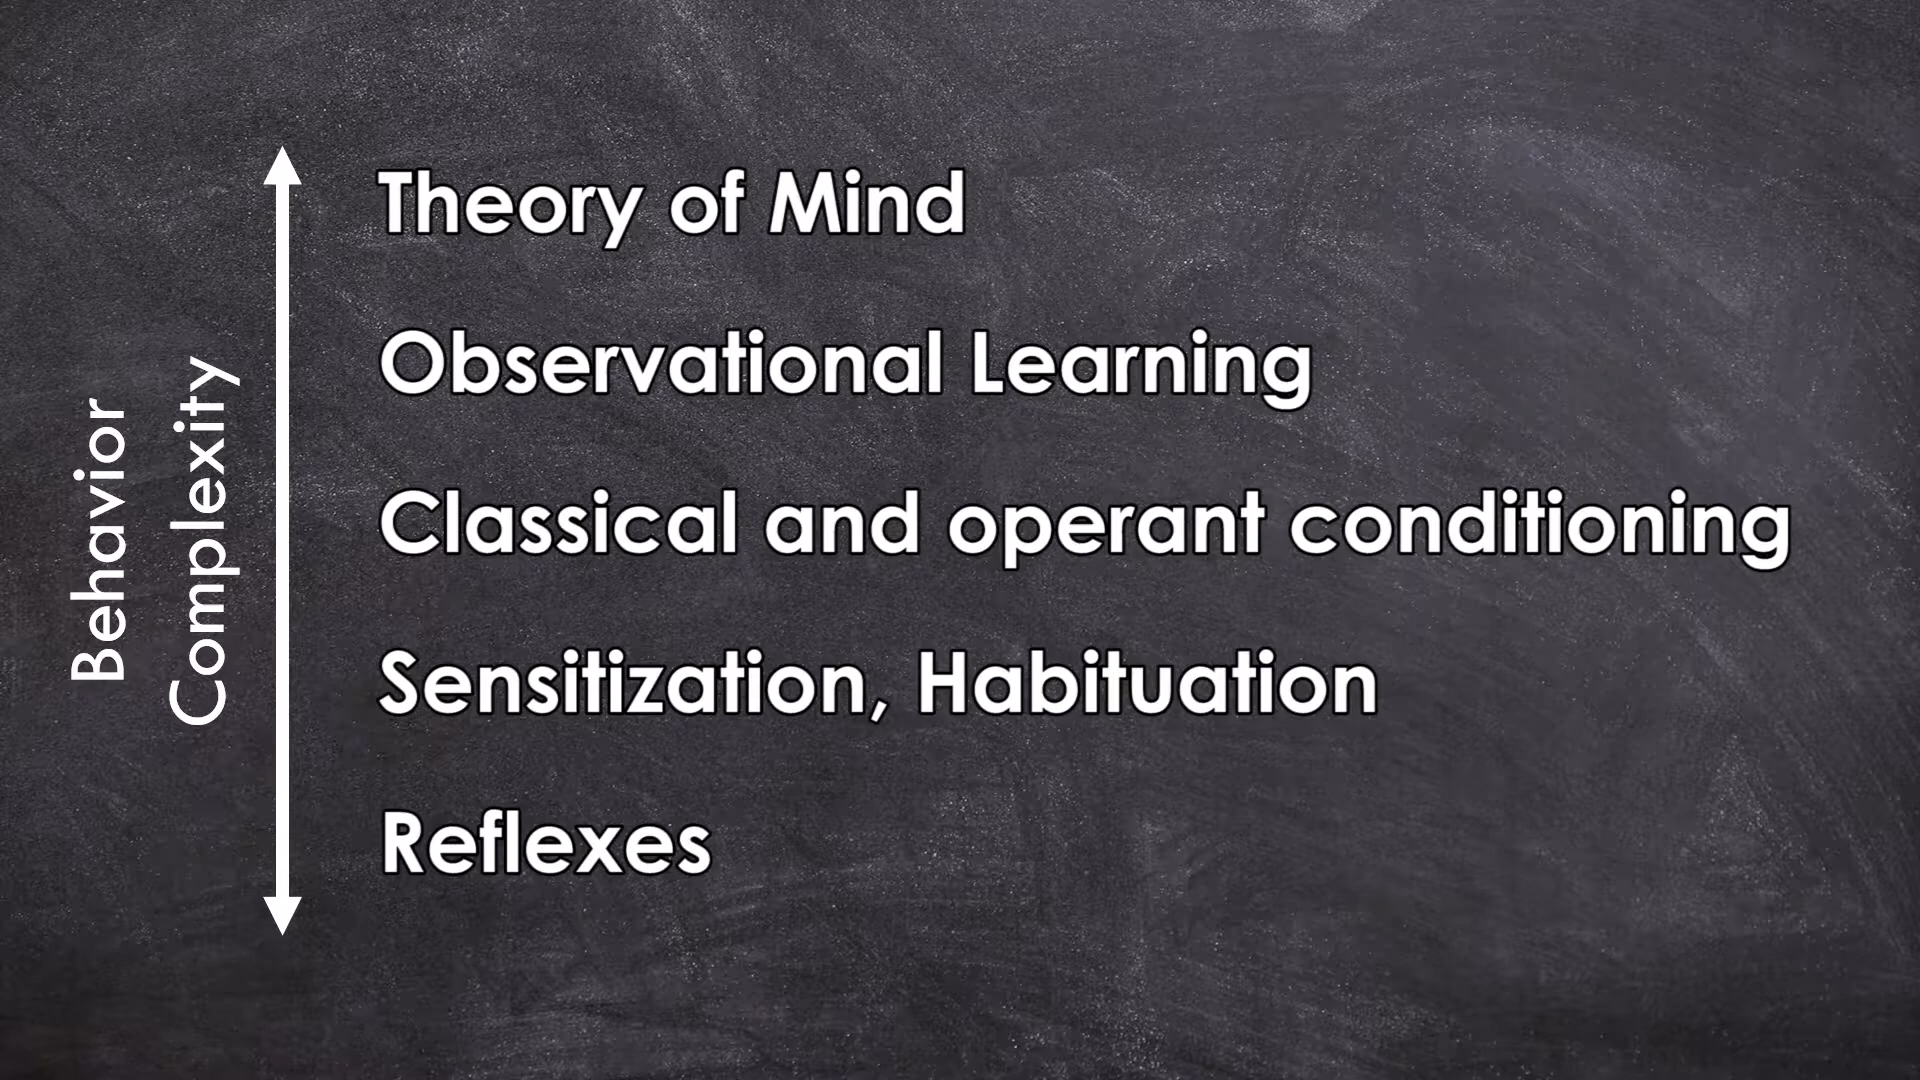 Behavior
Complexity
Theory of Mind
Observational Learning
Classical and operant conditioning
Sensitization, Habituation
Reflexes